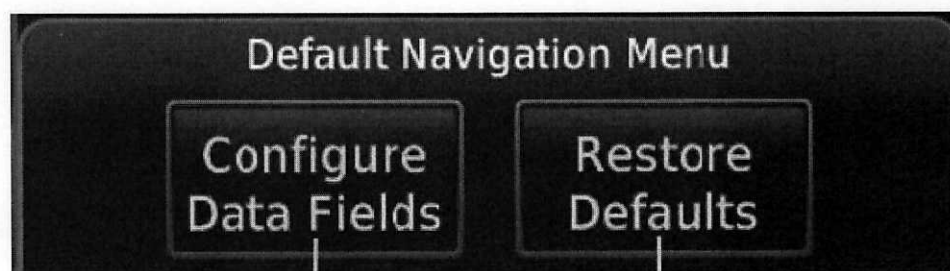 Default Navigation Menu
Configure
Data Fields
Restore
Defaults